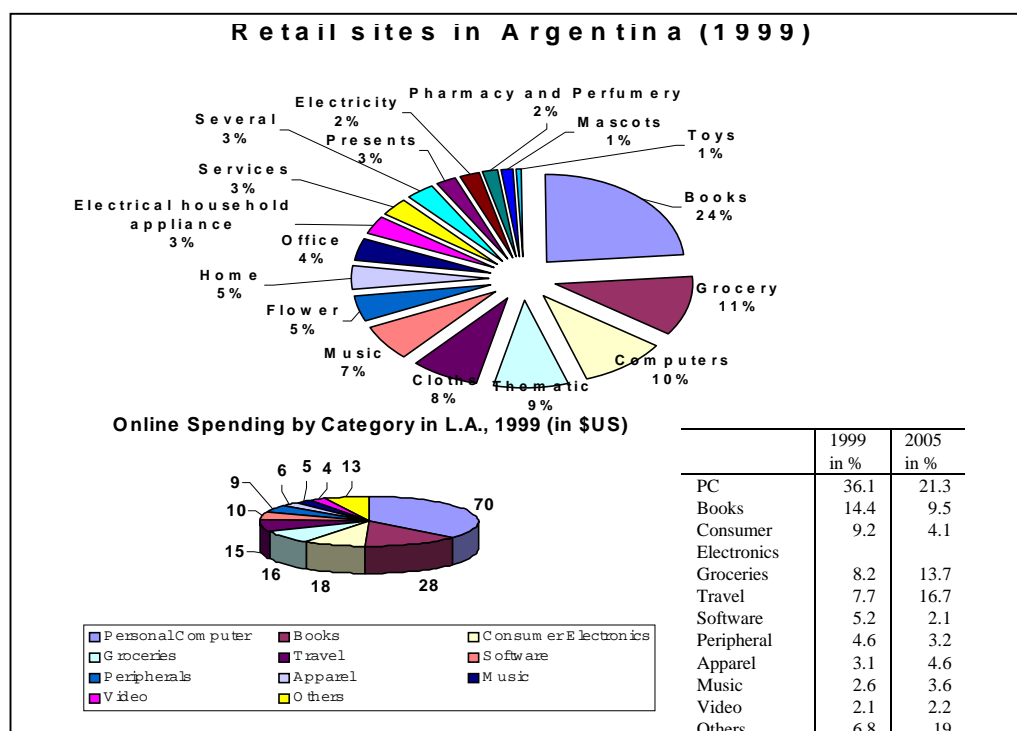 Retail sites in Argentina (1999)
Pharmacy and Perfumery
2%
Electricity
2%
Mascots
1%
Toys
1%
Several
3%
Presents
3%
Services
3%
Books
24%
Electrical household
appliance
3%
Office
4%
Home
5%
Grocery
11%
Flower
5%
Music
7%
Computers
10%
Cloths
8%
Thematic
9%
Online Spending by Category in L.A., 1999 (in $US)
6 5 4 13
9
10
15
16
18
28
70
PersonalComputer Books ConsumerElectronics
Groceries Travel Software
Peripherals Apparel Music
Video Others
1999 2005
in % in %
PC 36.1 21.3
Books 14.4 9.5
Consumer 9.2 4.1
Electronics
Groceries 8.2 13.7
Travel 7.7 16.7
Software 5.2 2.1
Peripheral 4.6 3.2
Apparel 3.1 4.6
Music 2.6 3.6
Video 2.1 2.2
Others 6.8 19